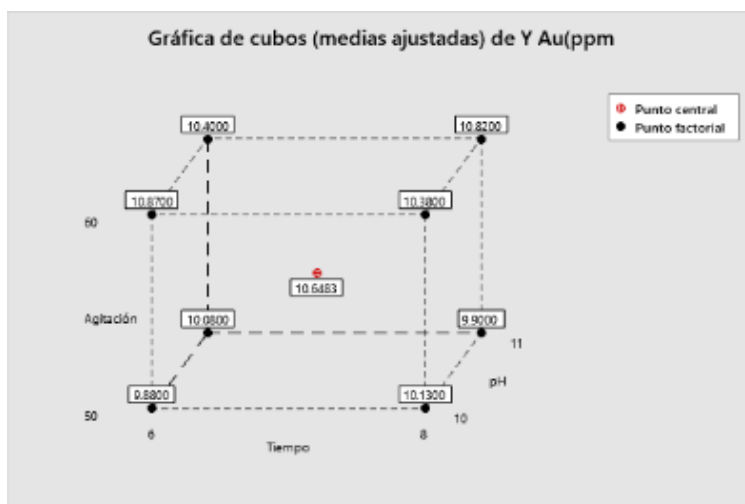 Gráfica de cubos (medias ajustadas) de Y Au(ppm
Punto central
Punto factorial
10.4000
10.8200
10.8700
10.3800
60
10.6483
Agitación
10.0800
9.9000
11
pH
9.8800
10.1300
50
10
6
8
Tiempo